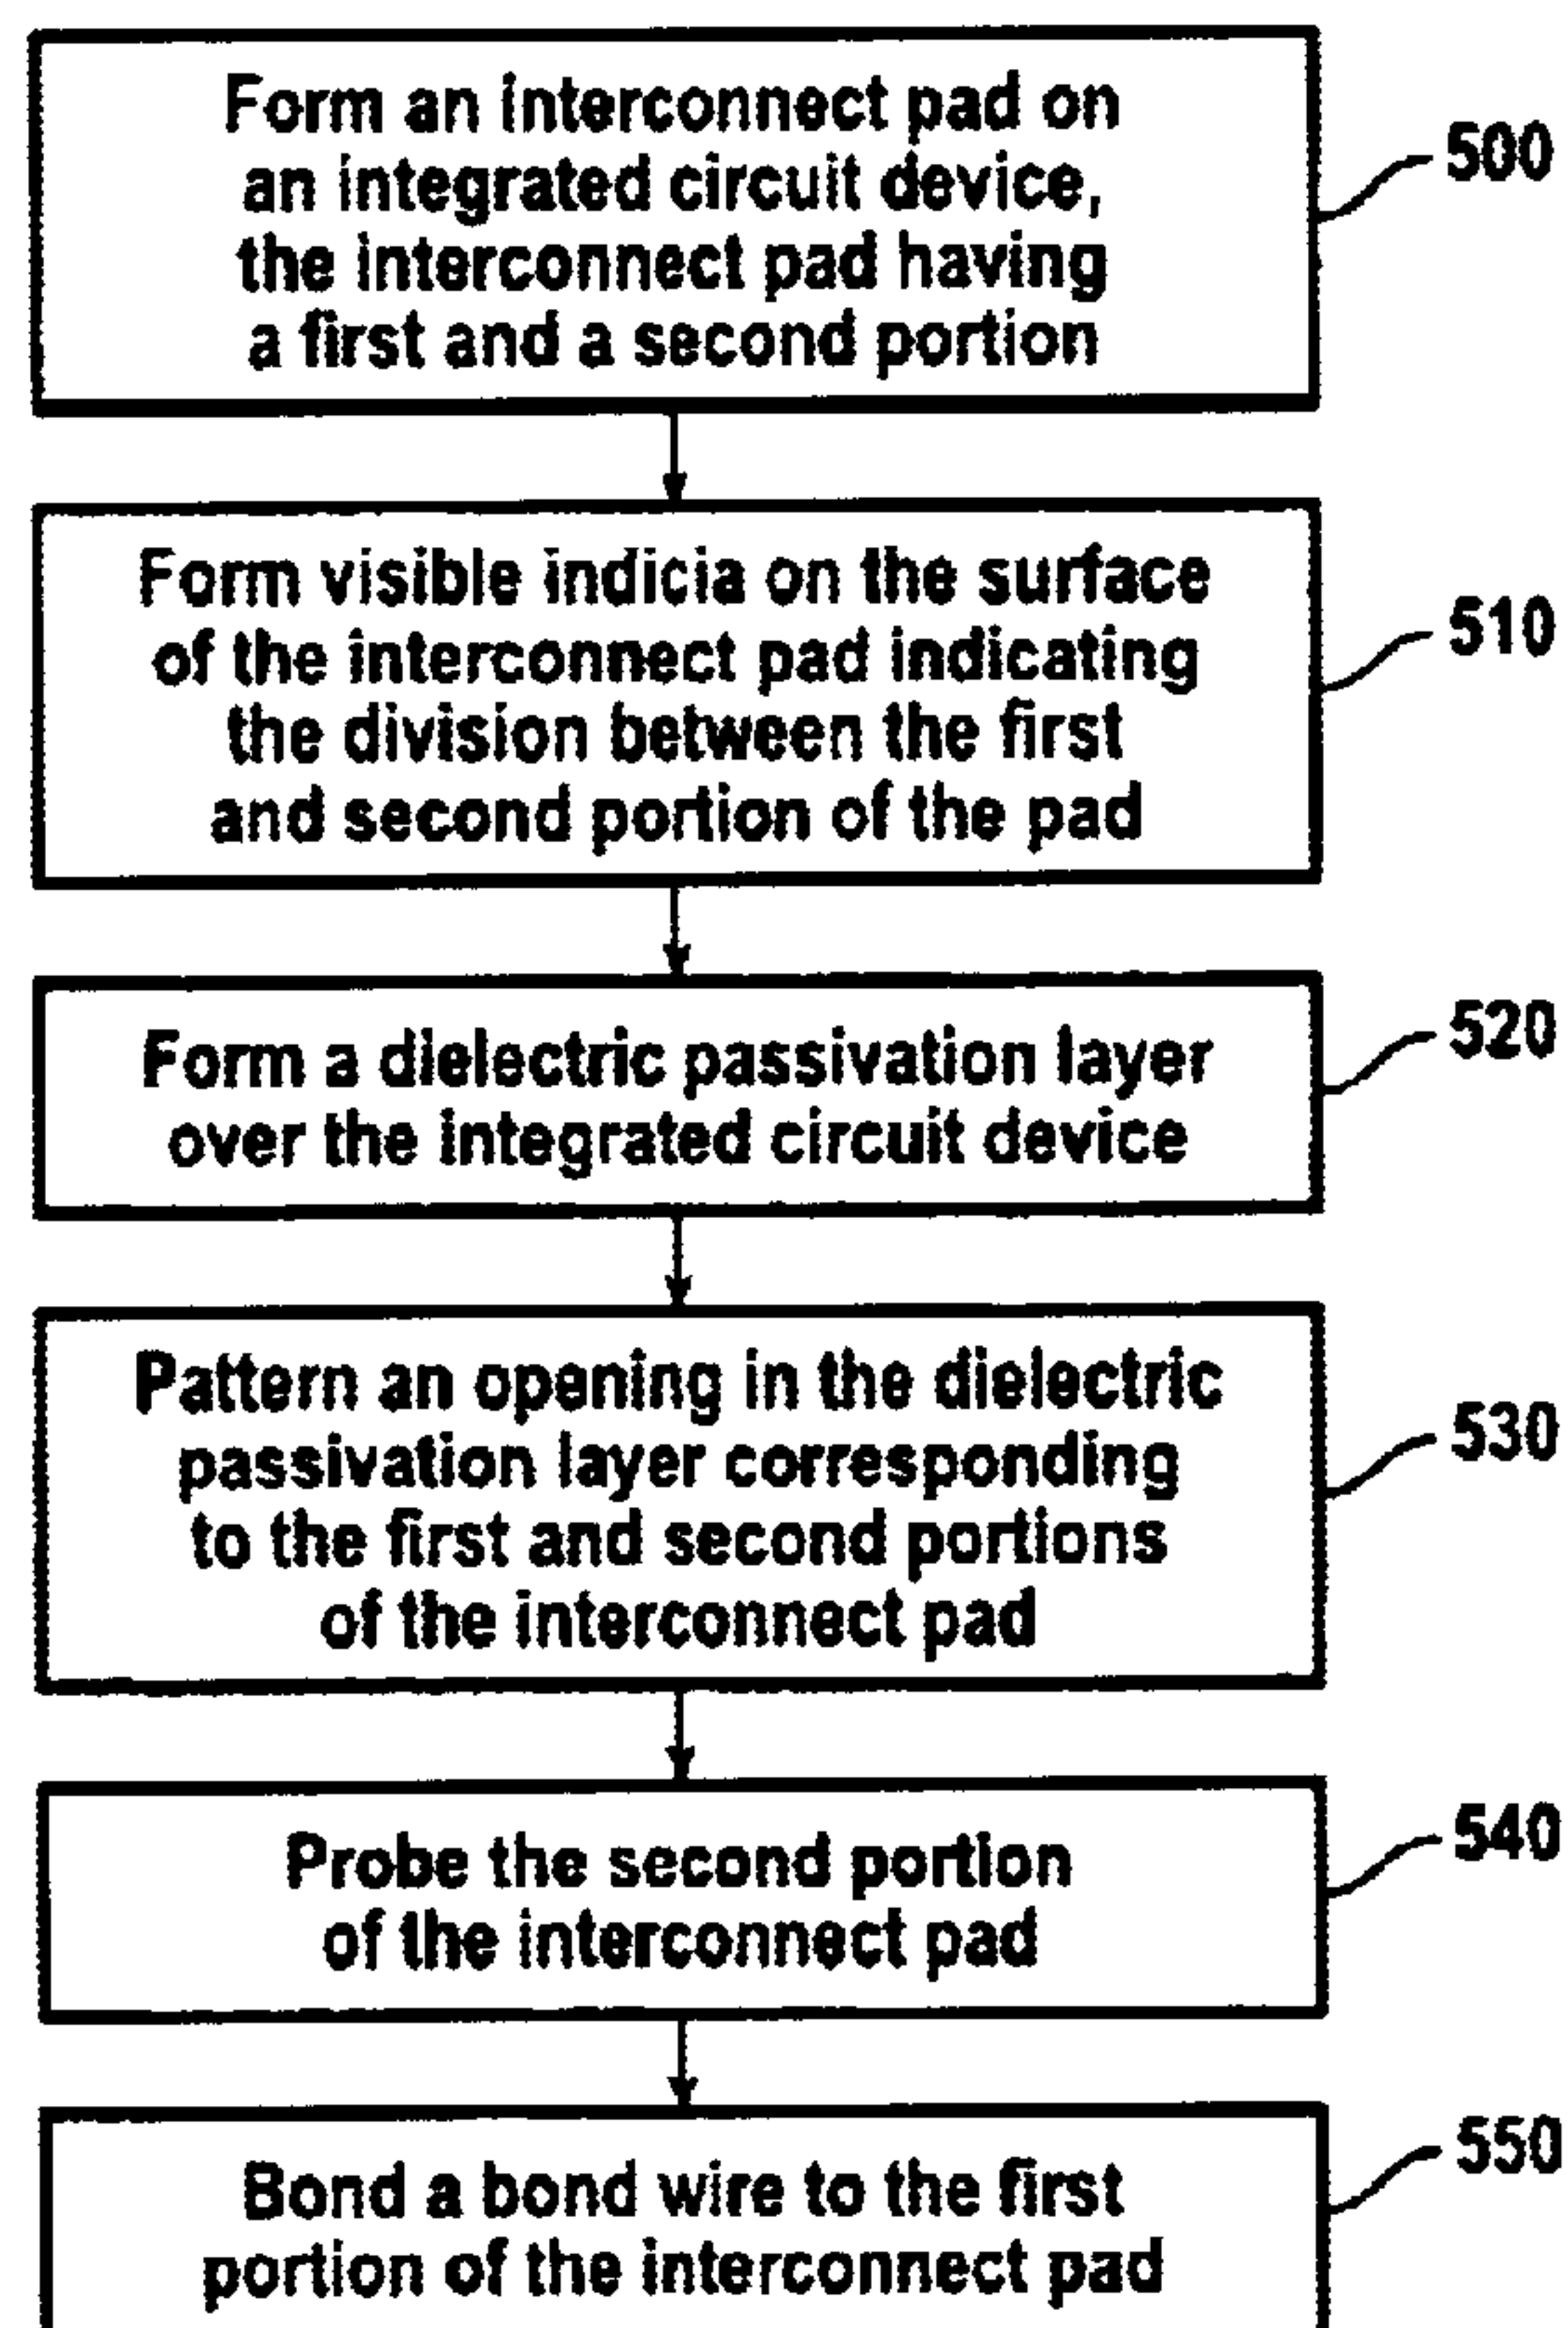 Form an interconnect pad on
an integrated circuit device,
the interconnect pad having
a first and a second portion
500
Form visible indicia on the surface
of the interconnect pad indicating
the division between the first
and second portion of the pad
510
Form a dielectric passivation layer
over the integrated circuit device
520
Pattern an opening in the dielectric
passivation layer corresponding
to the first and second portions
of the interconnect pad
530
Probe the second portion
of the interconnect pad
540
Bond a bond wire to the first
portion of the interconnect pad
550